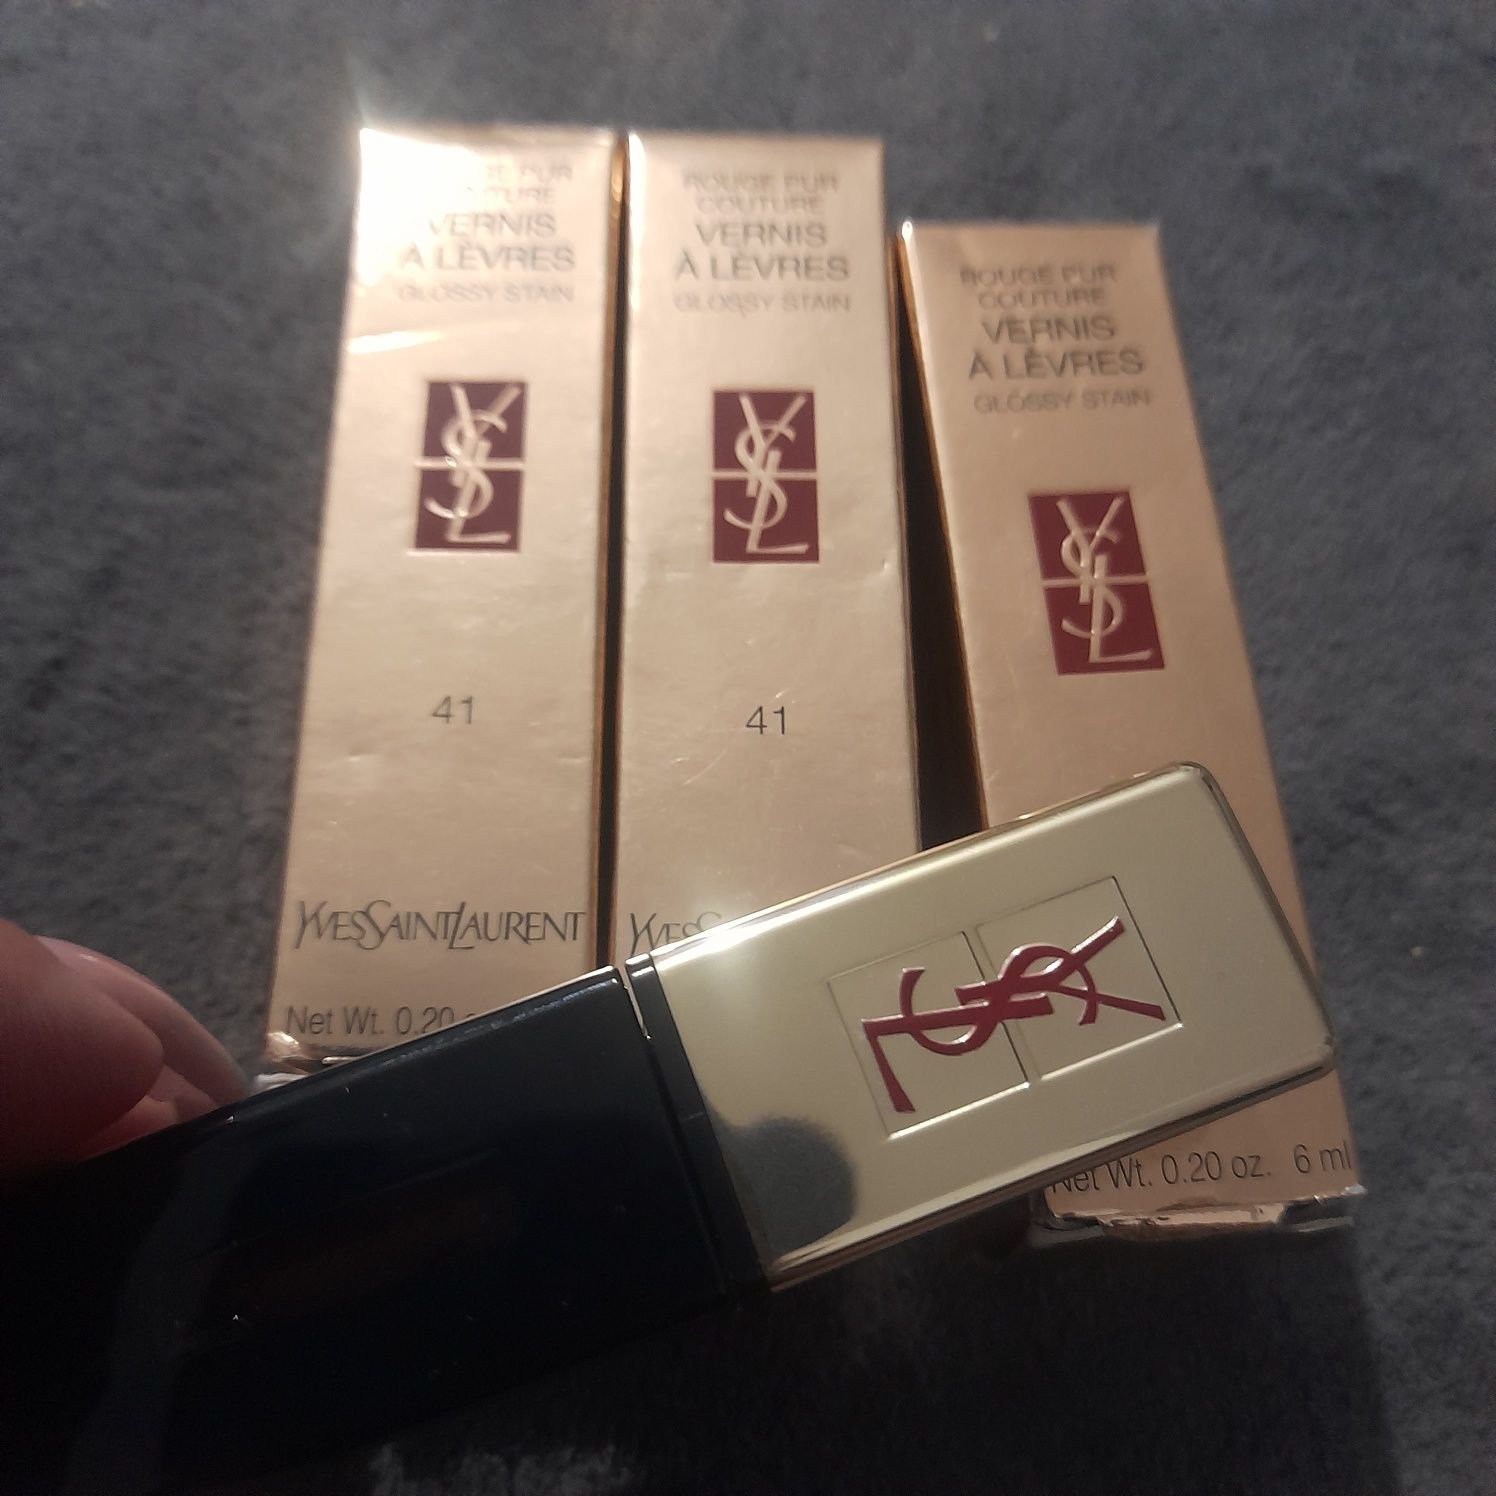 PUR
VERNIS
À LÈVRES
GLOSSY STAIN
YSL
41
YVESSAINTLAURENT
Net Wt. 0.20
ROUGE PUR
COUTURE
VERNIS
À LÈVRES
GLOSSY STAIN
YSL
41
ROUGE PUR
COUTURE
VERNIS
À LÈVRES
GLOSSY STAIN
YSL
Net Wt. 0.20 oz. 6 ml
YSL